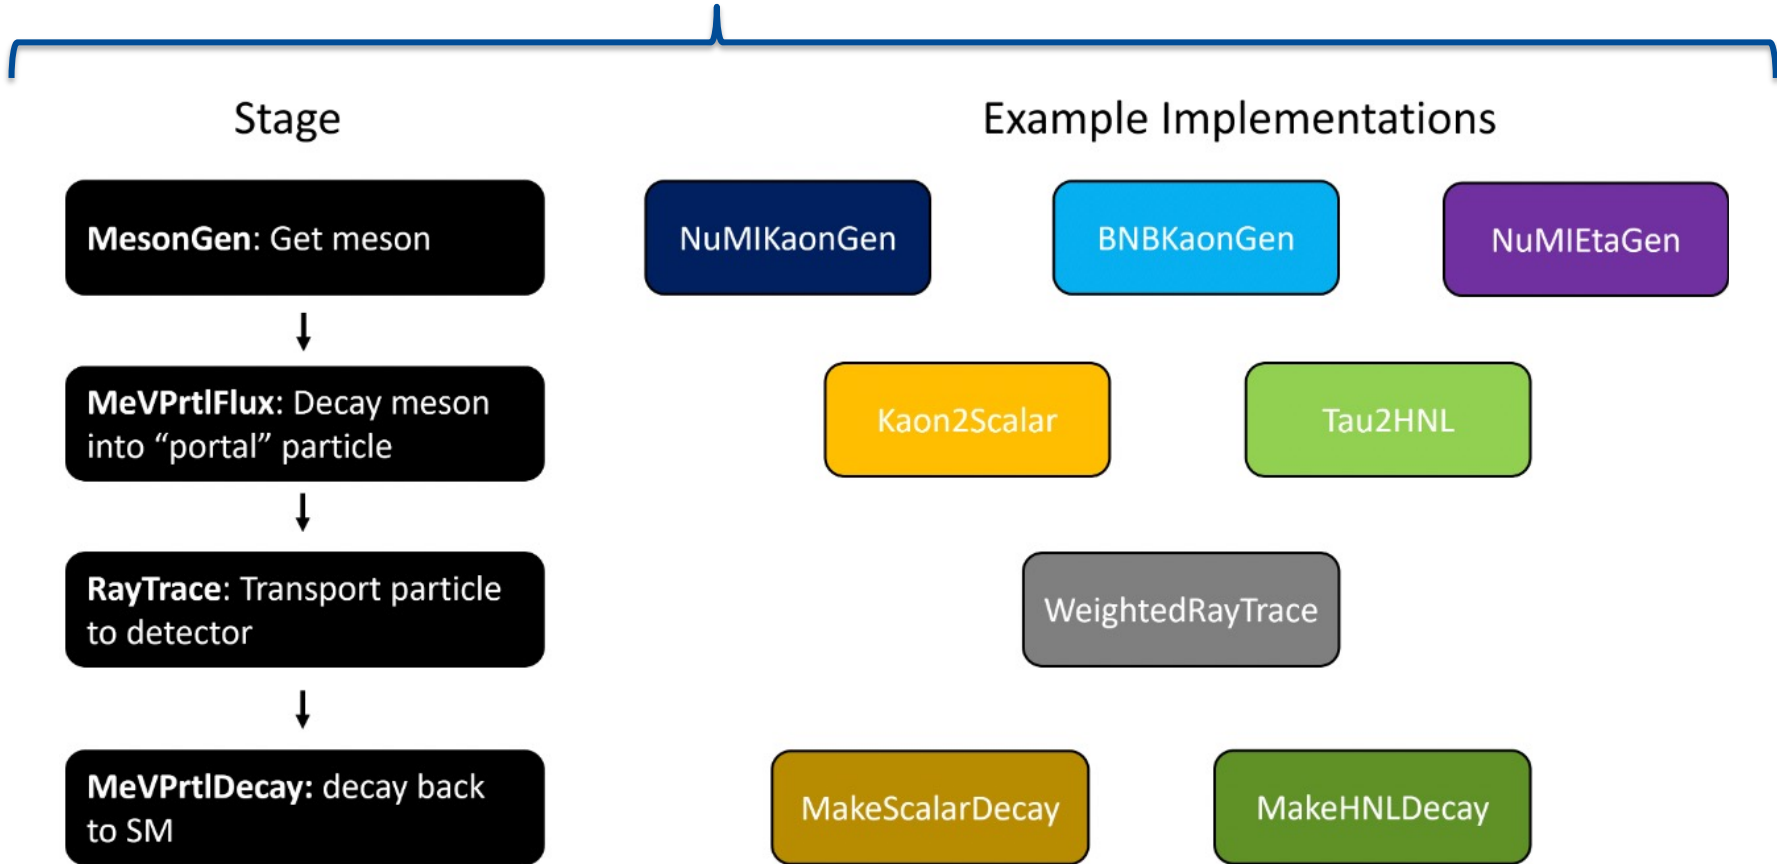 Stage
Example Implementations
MesonGen: Get meson
NuMIKaonGen
BNBKaonGen
NuMIEtaGen
MeVPrtlFlux: Decay meson
into “portal” particle
Kaon2Scalar
Tau2HNL
RayTrace: Transport particle
to detector
WeightedRayTrace
MeVPrtlDecay: decay back
to SM
MakeScalarDecay
MakeHNLDecay